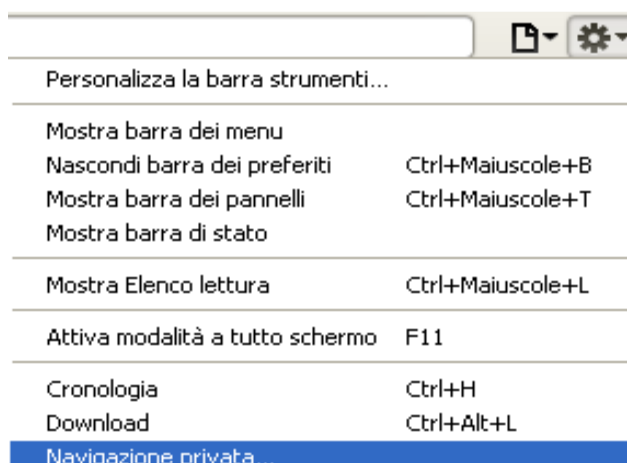 Personalizza la barra strumenti...
Mostra barra dei menu
Nascondi barra dei preferiti Ctrl+Maiuscole+B
Mostra barra dei pannelli Ctrl+Maiuscole+T
Mostra barra di stato
Mostra Elenco lettura Ctrl+Maiuscole+L
Attiva modalità a tutto schermo F11
Cronologia Ctrl+H
Download Ctrl+Alt+L
Navigazione privata...